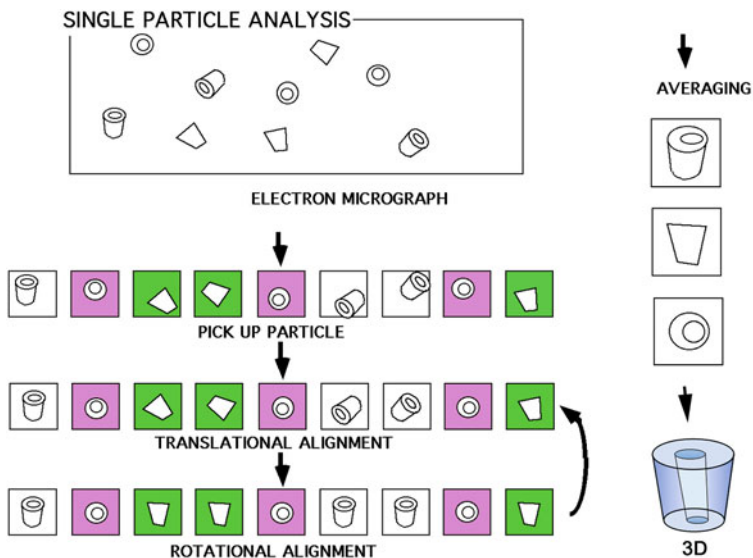 SINGLE PARTICLE ANALYSIS
ELECTRON MICROGRAPH
PICK UP PARTICLE
TRANSLATIONAL ALIGNMENT
ROTATIONAL ALIGNMENT
AVERAGING
3D